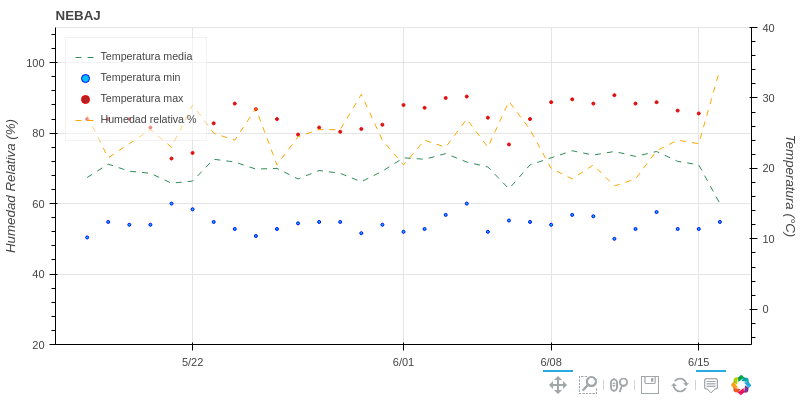 NEBAJ
Temperatura media
Temperatura min
Temperatura max
Humedad relativa %
Humedad Relativa (%)
100
80
60
40
20
Temperatura (°C)
40
30
20
10
0
5/22
6/01
6/08
6/15